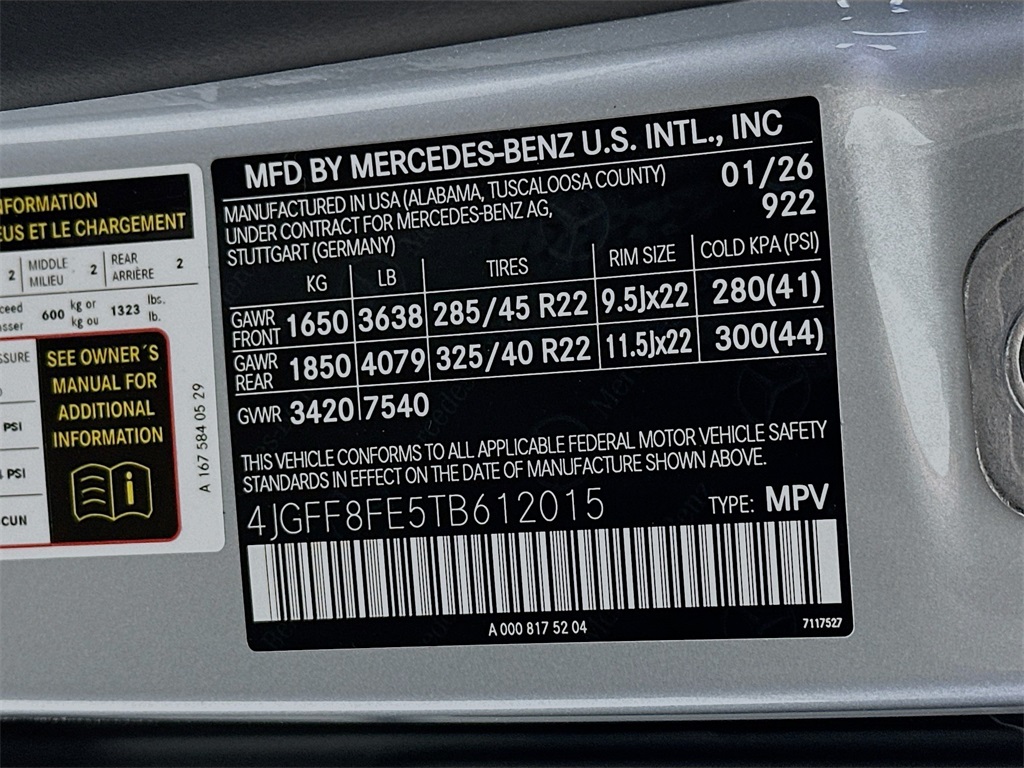 NFORMATION
EUS ET LE CHARGEMENT
2 MIDDLE MILIEU 2 REAR ARRIÈRE 2
600 kg or kg ou 1323 lbs. lb.
SEE OWNER´S
MANUAL FOR
ADDITIONAL
INFORMATION
PSI
PSI
A 167 584 05 29
MFD BY MERCEDES-BENZ U.S. INTL., INC
MANUFACTURED IN USA (ALABAMA, TUSCALOOSA COUNTY) 01/26
UNDER CONTRACT FOR MERCEDES-BENZ AG, 922
STUTTGART (GERMANY)
KG LB TIRES RIM SIZE COLD KPA (PSI)
GAWR FRONT 1650 3638 285/45 R22 9.5Jx22 280(41)
GAWR REAR 1850 4079 325/40 R22 11.5Jx22 300(44)
GVWR 3420 7540
THIS VEHICLE CONFORMS TO ALL APPLICABLE FEDERAL MOTOR VEHICLE SAFETY
STANDARDS IN EFFECT ON THE DATE OF MANUFACTURE SHOWN ABOVE.
4JGFF8FE5TB612015 TYPE: MPV
A 000 817 52 04 7117527